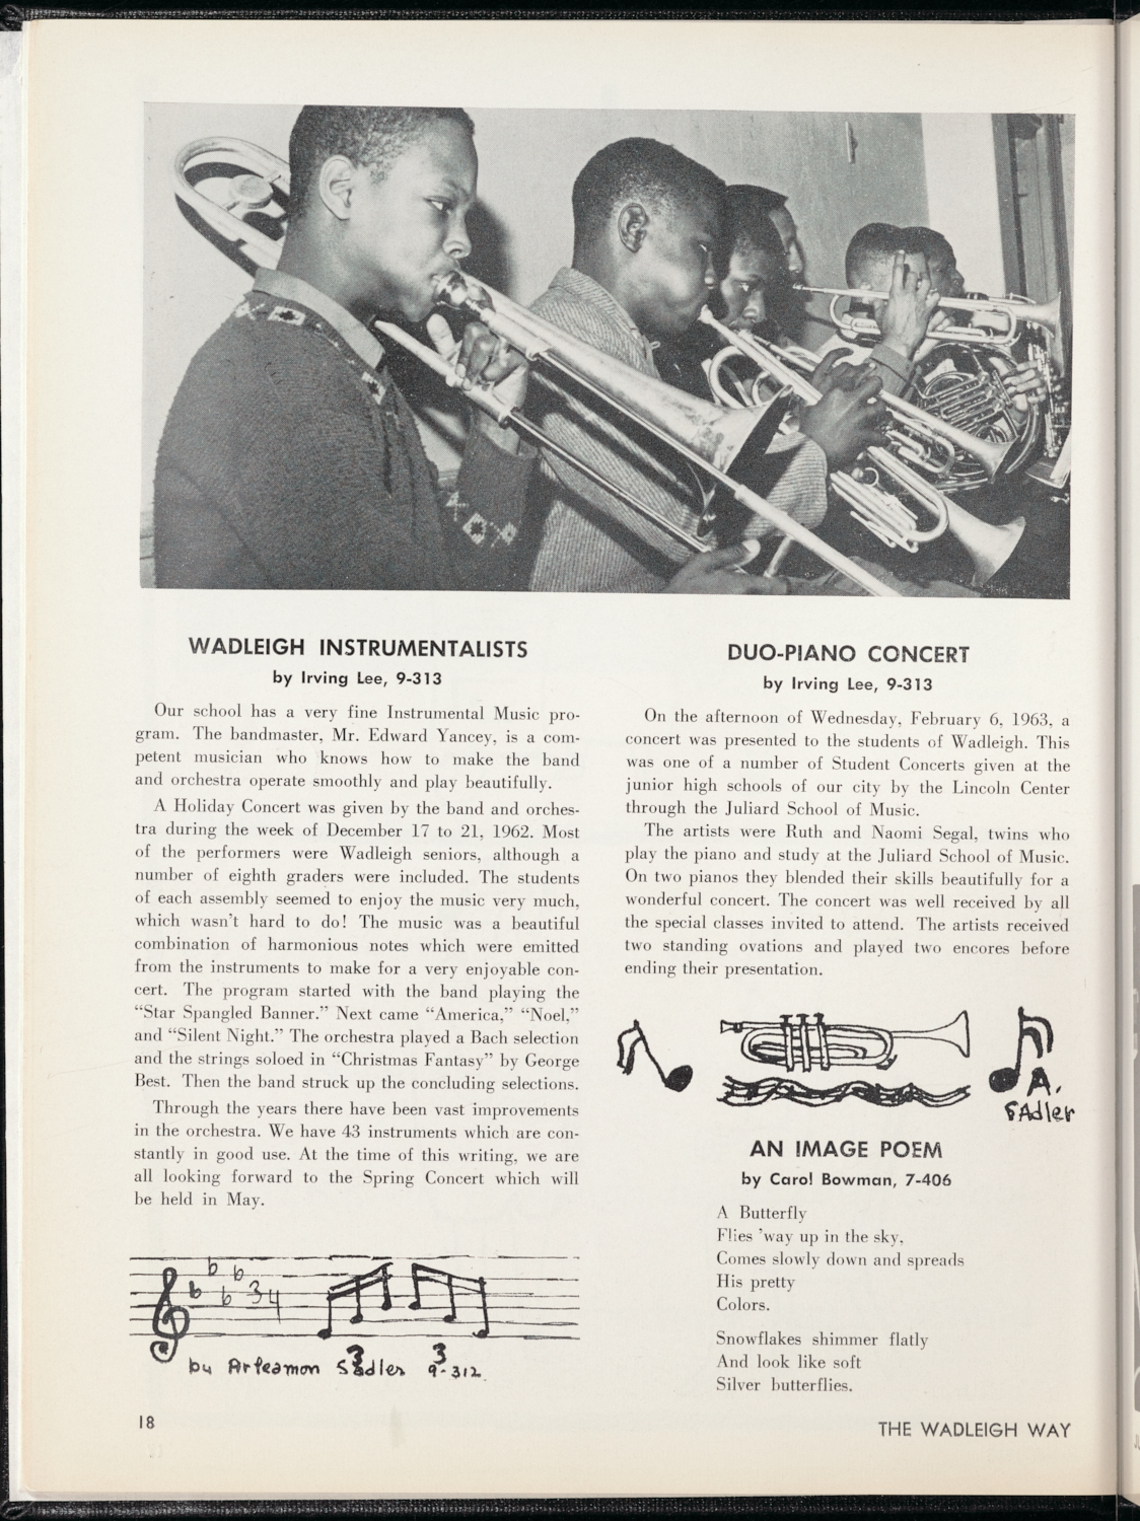 WADLEIGH INSTRUMENTALISTS
by Irving Lee, 9-313
Our school has a very fine Instrumental Music pro-
gram. The bandmaster, Mr. Edward Yancey, is a com-
petent musician who knows how to make the band
and orchestra operate smoothly and play beautifully.
A Holiday Concert was given by the band and orches-
tra during the week of December 17 to 21, 1962. Most
of the performers were Wadleigh seniors, although a
number of eighth graders were included. The students
of each assembly seemed to enjoy the music very much,
which wasn't hard to do! The music was a beautiful
combination of harmonious notes which were emitted
from the instruments to make for a very enjoyable con-
cert. The program started with the band playing the
"Star Spangled Banner." Next came "America," "Noel,"
and "Silent Night." The orchestra played a Bach selection
and the strings soloed in "Christmas Fantasy" by George
Best. Then the band struck up the concluding selections.
Through the years there have been vast improvements
in the orchestra. We have 43 instruments which are con-
stantly in good use. At the time of this writing, we are
all looking forward to the Spring Concert which will
be held in May.
3 4
3 3
by Arteamon Sadler 9-312
DUO-PIANO CONCERT
by Irving Lee, 9-313
On the afternoon of Wednesday, February 6, 1963, a
concert was presented to the students of Wadleigh. This
was one of a number of Student Concerts given at the
junior high schools of our city by the Lincoln Center
through the Juliard School of Music.
The artists were Ruth and Naomi Segal, twins who
play the piano and study at the Juliard School of Music.
On two pianos they blended their skills beautifully for a
wonderful concert. The concert was well received by all
the special classes invited to attend. The artists received
two standing ovations and played two encores before
ending their presentation.
A.
SAdler
AN IMAGE POEM
by Carol Bowman, 7-406
A Butterfly
Flies 'way up in the sky,
Comes slowly down and spreads
His pretty
Colors.
Snowflakes shimmer flatly
And look like soft
Silver butterflies.
18
THE WADLEIGH WAY